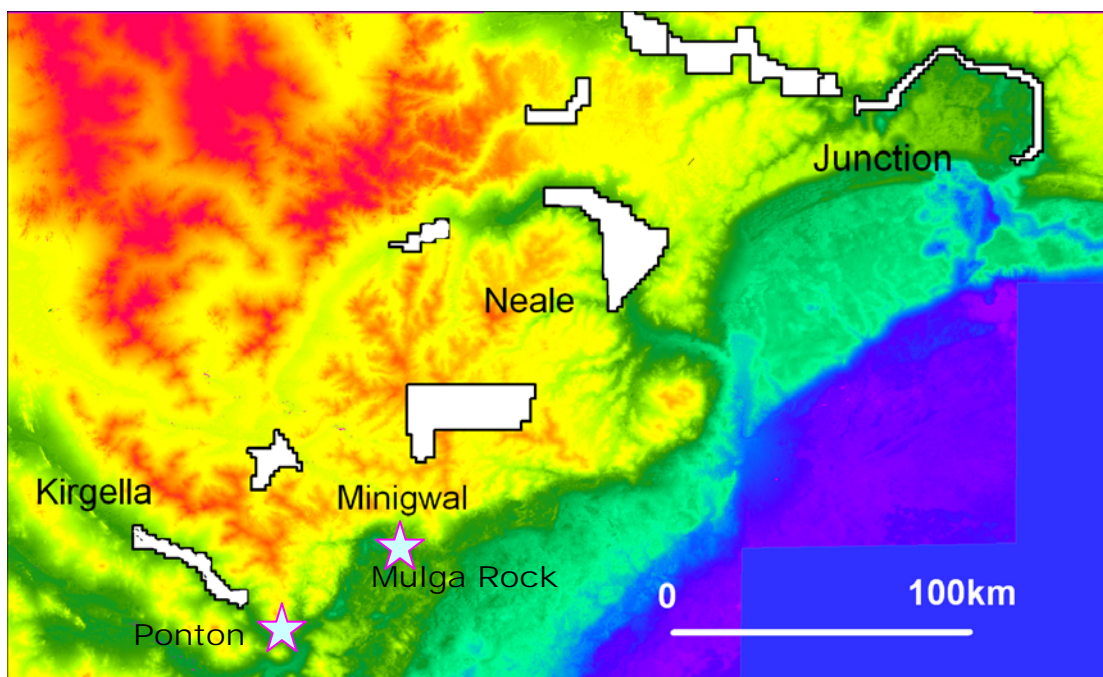 Junction
Neale
Kirgella
Minigwal
Mulga Rock
0 100km
Ponton